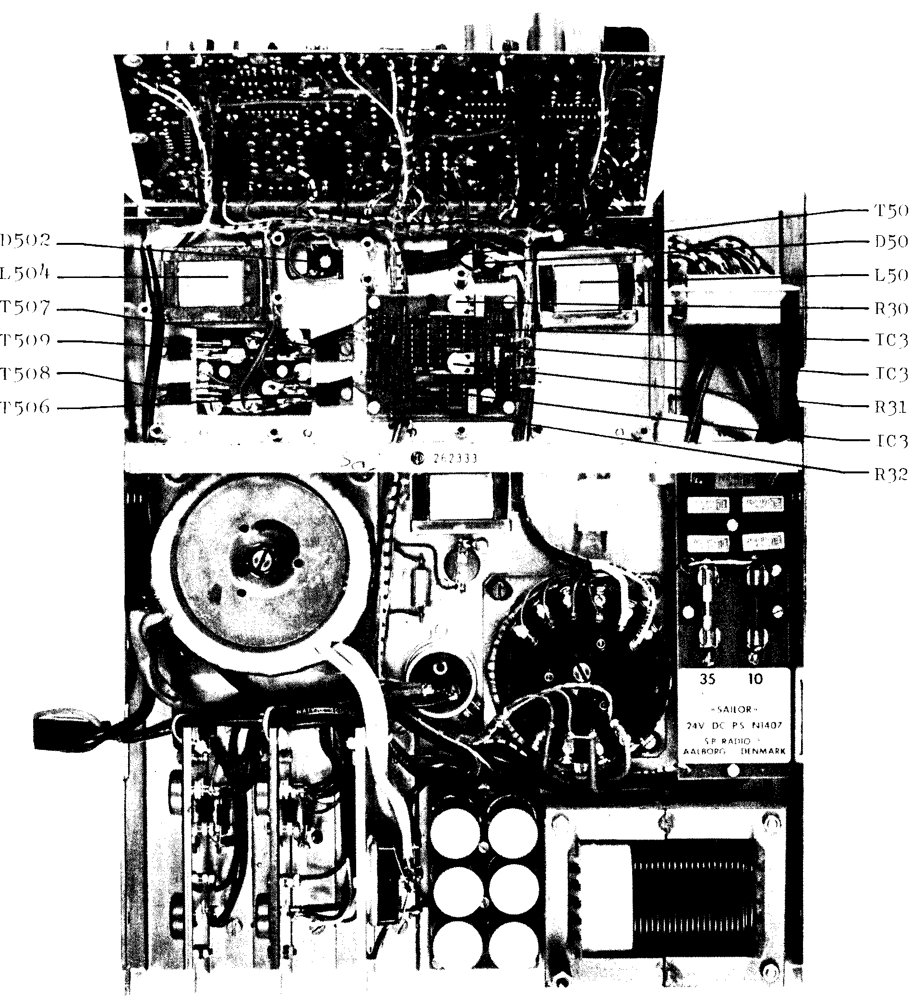 D502
L504
T507
T509
T508
T506
T50
D50
L50
R30
IC3
IC3
R31
IC3
R32
262333
35 10
"SAILOR"
24V DC PS N1407
S.P. RADIO
AALBORG DENMARK